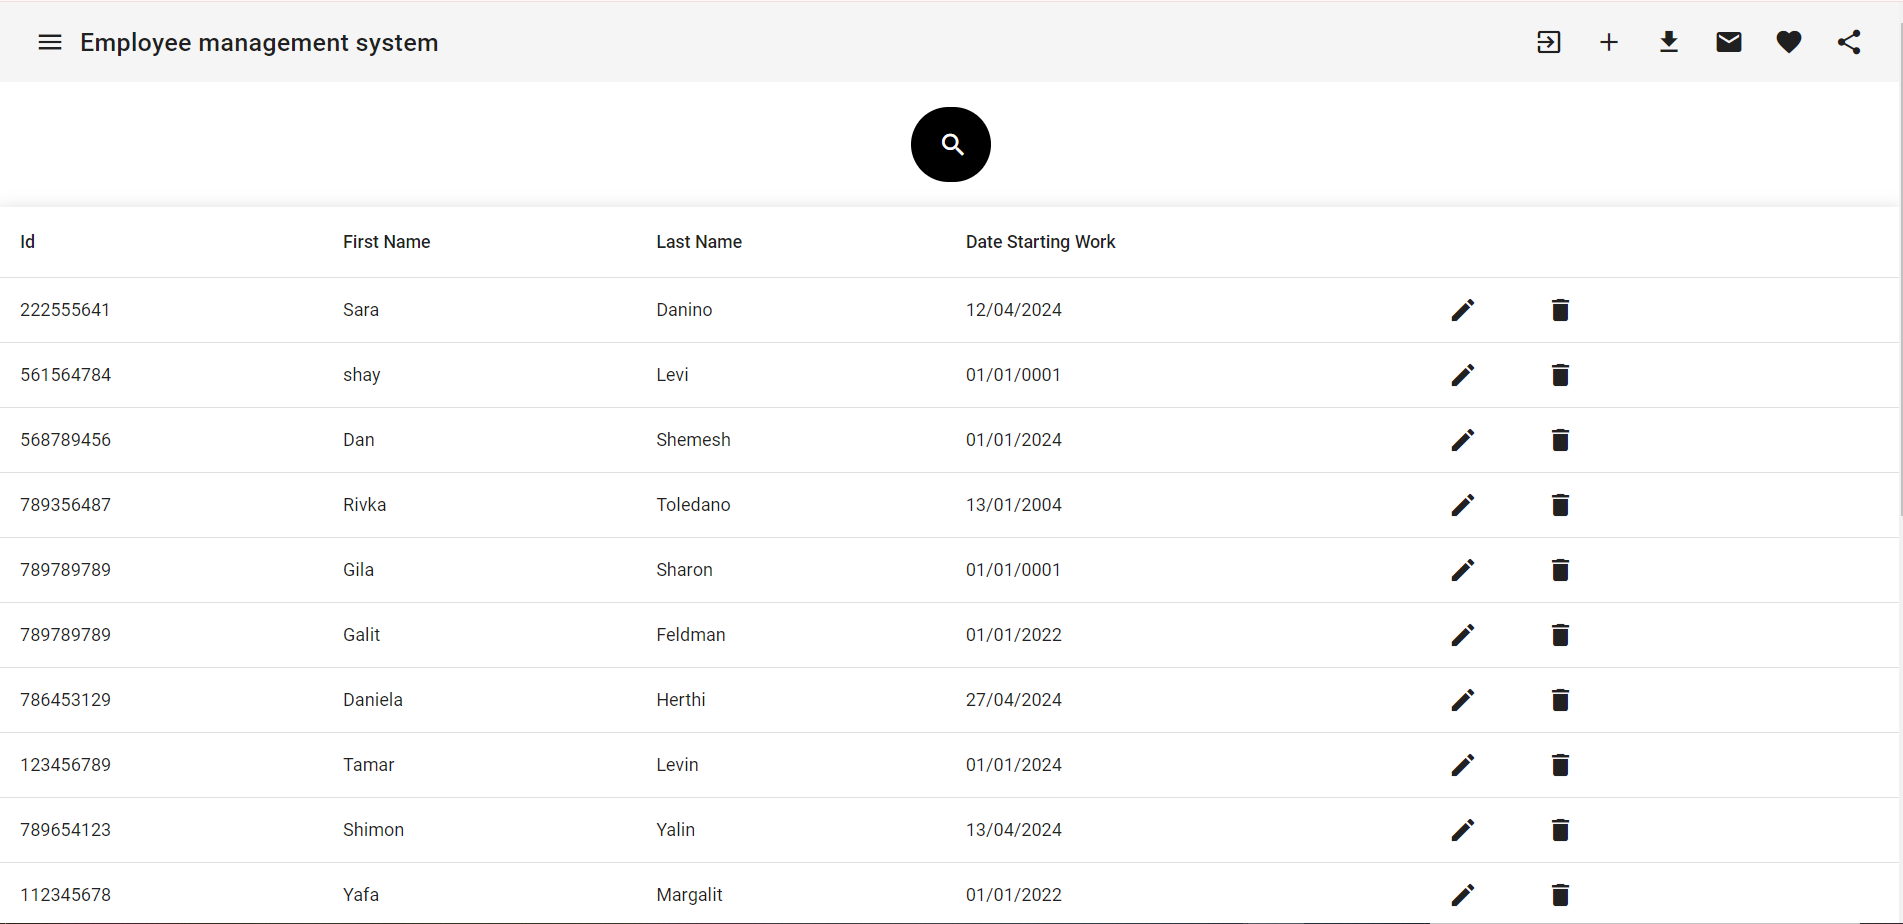 Employee management system
Id First Name Last Name Date Starting Work
222555641 Sara Danino 12/04/2024
561564784 shay Levi 01/01/0001
568789456 Dan Shemesh 01/01/2024
789356487 Rivka Toledano 13/01/2004
789789789 Gila Sharon 01/01/0001
789789789 Galit Feldman 01/01/2022
786453129 Daniela Herthi 27/04/2024
123456789 Tamar Levin 01/01/2024
789654123 Shimon Yalin 13/04/2024
112345678 Yafa Margalit 01/01/2022